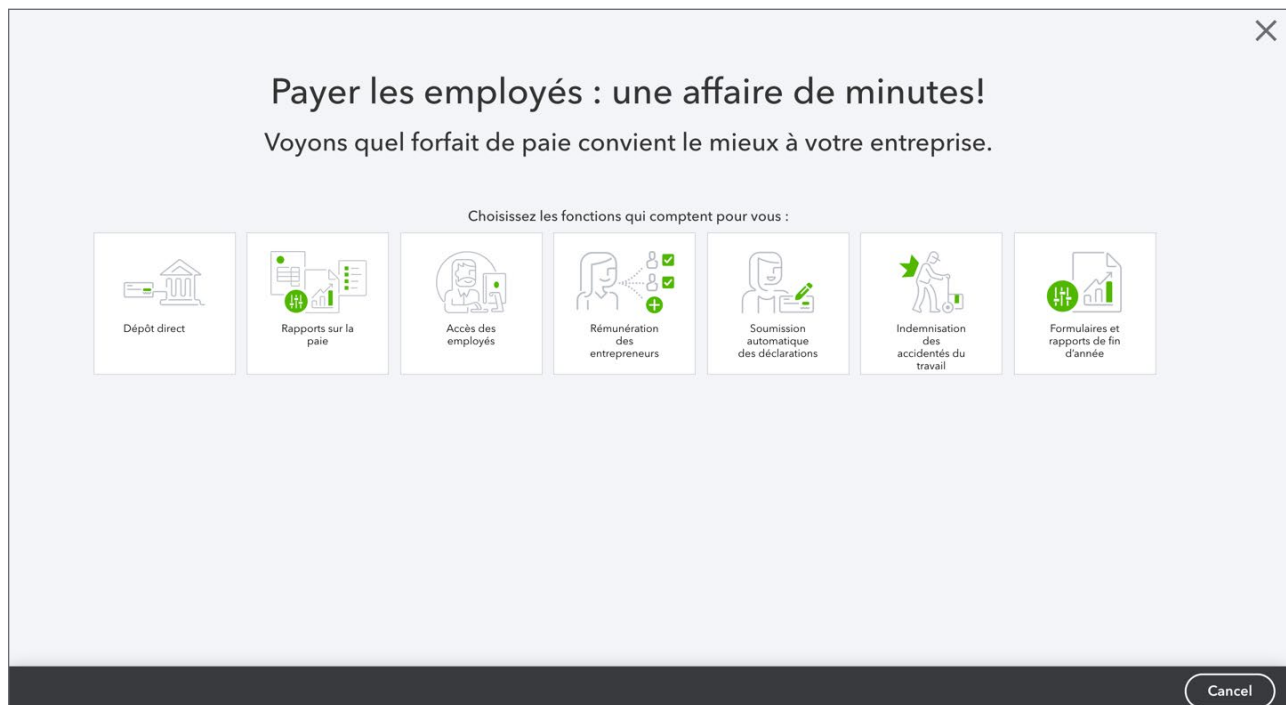 Payer les employés : une affaire de minutes!
Voyons quel forfait de paie convient le mieux à votre entreprise.
Choisissez les fonctions qui comptent pour vous :
Dépôt direct
Rapports sur la
paie
Accès des
employés
Rémunération
des
entrepreneurs
Soumission
automatique
des déclarations
Indemnisation
des
accidentés du
travail
Formulaires et
rapports de fin
d'année
Cancel